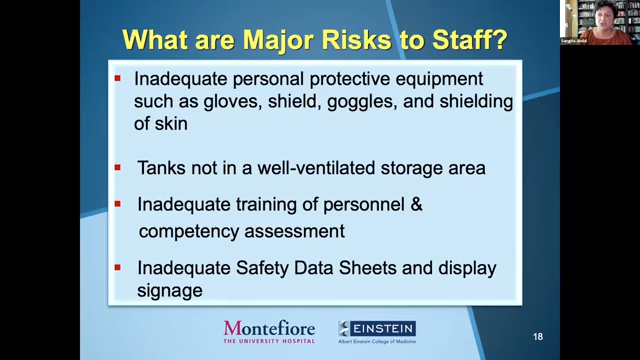 What are Major Risks to Staff?
Inadequate personal protective equipment
such as gloves, shield, goggles, and shielding
of skin
Tanks not in a well-ventilated storage area
Inadequate training of personnel &
competency assessment
Inadequate Safety Data Sheets and display
signage
Montefiore
THE UNIVERSITY HOSPITAL
EINSTEIN
Albert Einstein College of Medicine
18